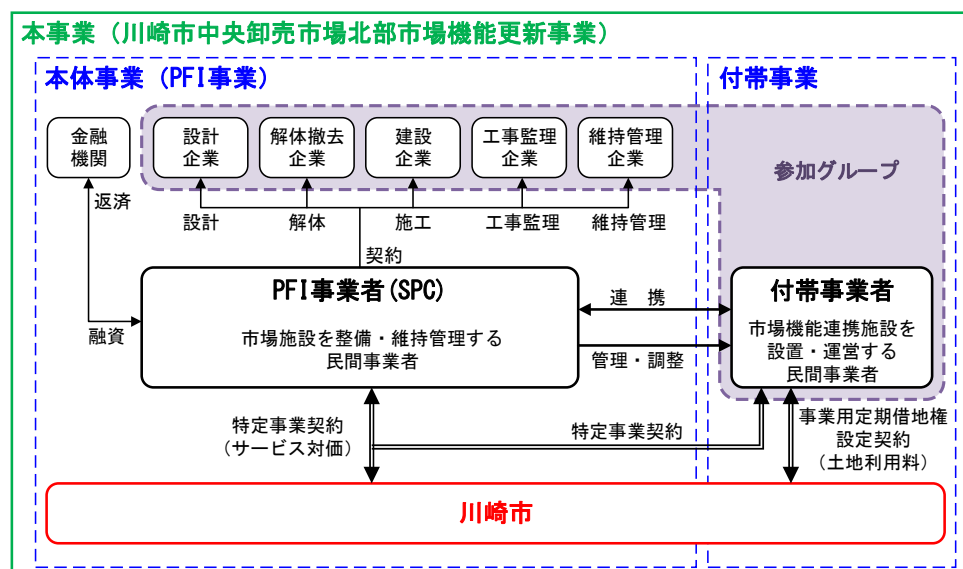 本事業（川崎市中央卸売市場北部市場機能更新事業）
本体事業（PFI事業）
付帯事業
金融
機関
設計
企業
解体撤去
企業
建設
企業
工事監理
企業
維持管理
企業
参加グループ
返済
設計
解体
施工
工事監理
維持管理
契約
PFI事業者(SPC)
市場施設を整備・維持管理する
民間事業者
融資
連　携
管理・調整
付帯事業者
市場機能連携施設を
設置・運営する
民間事業者
特定事業契約
（サービス対価）
特定事業契約
事業用定期借地権
設定契約
（土地利用料）
川崎市